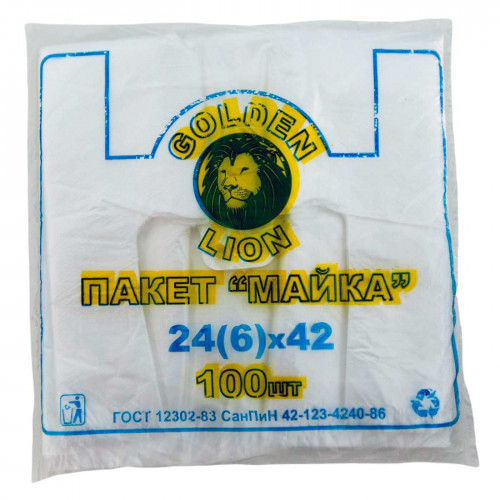 GOLDEN
LION
ПАКЕТ “МАЙКА”
24(6)х42
100шт
ГОСТ 12302-83 СанПиН 42-123-4240-86